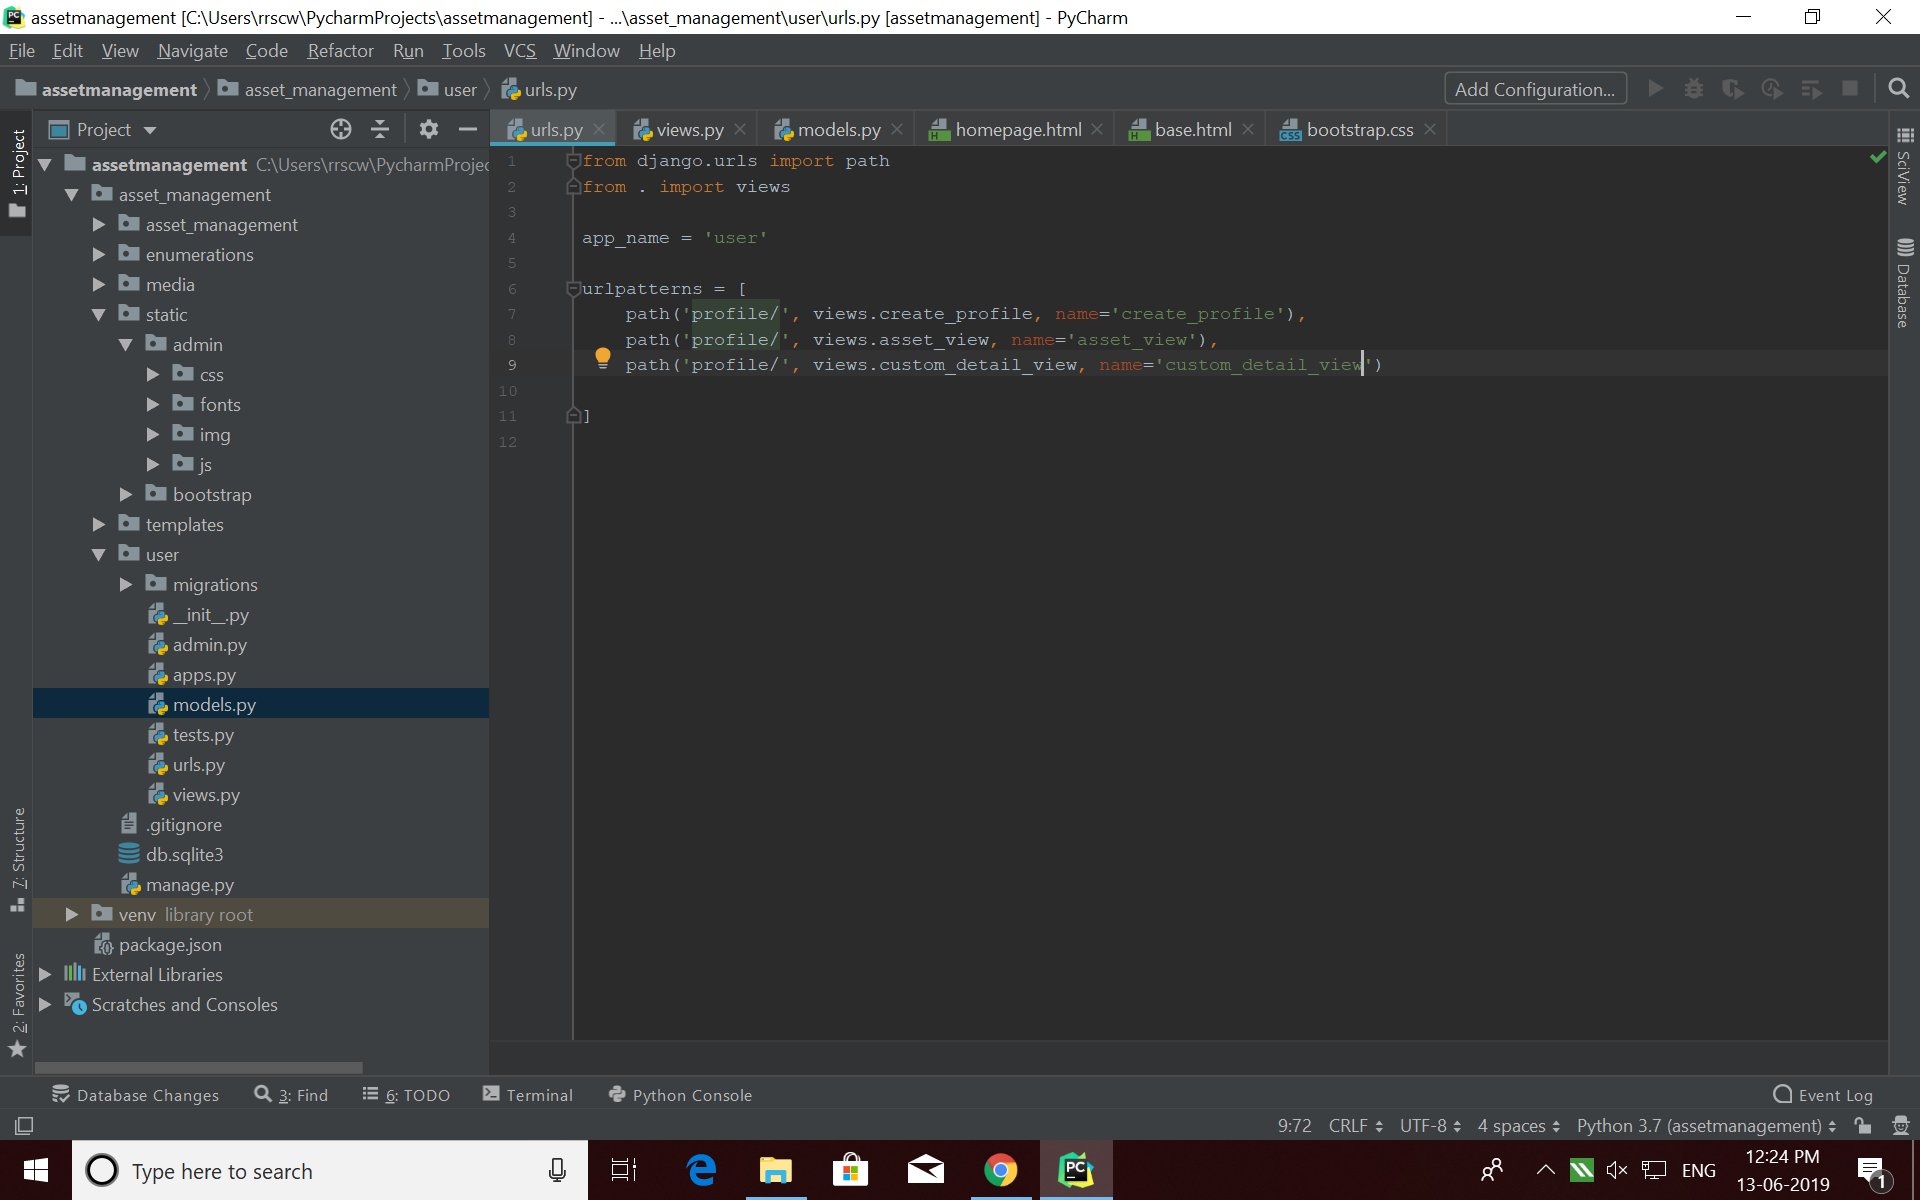 assetmanagement [C:\Users\rrscw\PycharmProjects\assetmanagement] - ...\asset_management\user\urls.py [assetmanagement] - PyCharm
File Edit View Navigate Code Refactor Run Tools VCS Window Help
assetmanagement asset_management user urls.py Add Configuration...
Project
urls.py views.py models.py homepage.html base.html bootstrap.css
1: Project
7: Structure
2: Favorites
assetmanagement C:\Users\rrscw\PycharmProjec
asset_management
asset_management
enumerations
media
static
admin
css
fonts
img
js
bootstrap
templates
user
migrations
__init__.py
admin.py
apps.py
models.py
tests.py
urls.py
views.py
.gitignore
db.sqlite3
manage.py
venv library root
package.json
External Libraries
Scratches and Consoles
1 from django.urls import path
2 from . import views
3
4 app_name = 'user'
5
6 urlpatterns = [
7 path('profile/', views.create_profile, name='create_profile'),
8 path('profile/', views.asset_view, name='asset_view'),
9 path('profile/', views.custom_detail_view, name='custom_detail_view')
10
11 ]
12
SciView
Database
Database Changes 3: Find 6: TODO Terminal Python Console Event Log
9:72 CRLF UTF-8 4 spaces Python 3.7 (assetmanagement)
Type here to search
ENG
12:24 PM
13-06-2019
1